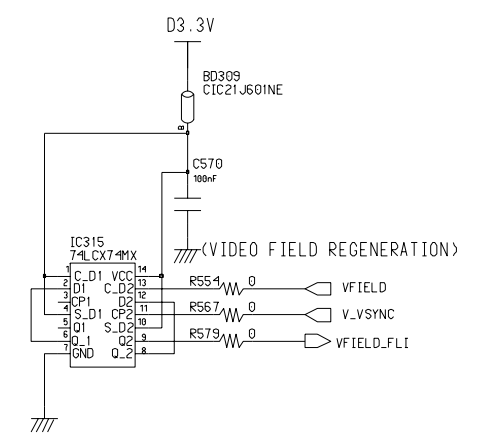 D3.3V
BD309
CIC21J601NE
8
C570
100nF
(VIDEO FIELD REGENERATION)
IC315
74LCX74MX
1 C_D1 VCC 14
2 D1 C_D2 13 R554 0 VFIELD
3 CP1 D2 12
4 S_D1 CP2 11 R567 0 V_VSYNC
5 Q1 S_D2 10
6 Q_1 Q2 9 R579 0 VFIELD_FLI
7 GND Q_2 8